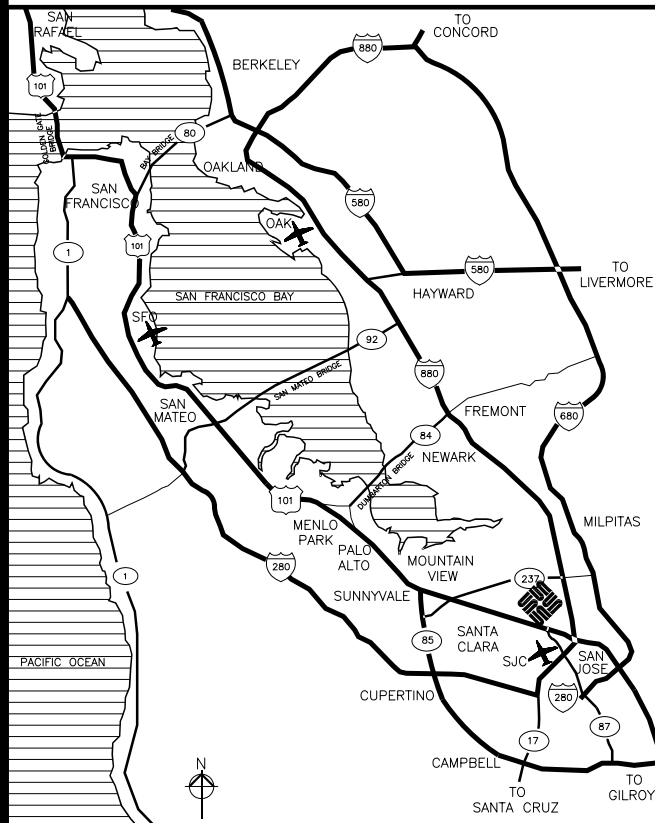 SAN
RAFAEL
TO
CONCORD
880
BERKELEY
101
GOLDEN GATE
BRIDGE
80
BAY BRIDGE
OAKLAND
SAN
FRANCISCO
580
OAK
101
1
580
TO
LIVERMORE
HAYWARD
SAN FRANCISCO BAY
SFO
92
SAN MATEO BRIDGE
880
SAN
MATEO
FREMONT
680
84
NEWARK
DUMBARTON BRIDGE
101
MENLO
PARK
MILPITAS
PALO
ALTO
MOUNTAIN
VIEW
280
1
237
SUNNYVALE
85
SANTA
CLARA
SJC
SAN
JOSE
PACIFIC OCEAN
CUPERTINO
280
87
17
CAMPBELL
N
TO
SANTA CRUZ
TO
GILROY